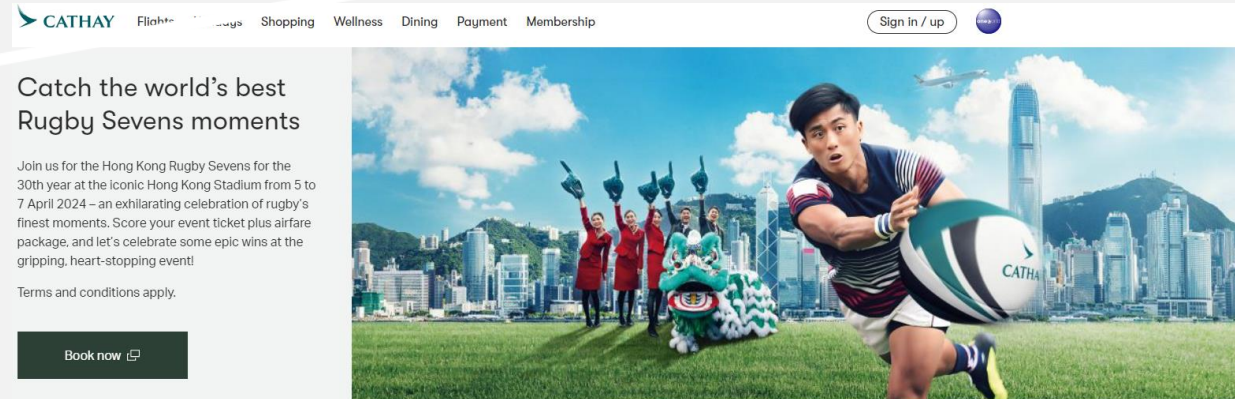 CATHAY
Shopping Wellness Dining Payment Membership
Sign in / up
Catch the world's best
Rugby Sevens moments
Join us for the Hong Kong Rugby Sevens for the
30th year at the iconic Hong Kong Stadium from 5 to
7 April 2024 – an exhilarating celebration of rugby's
finest moments. Score your event ticket plus airfare
package, and let's celebrate some epic wins at the
gripping, heart-stopping event!
Terms and conditions apply.
Book now